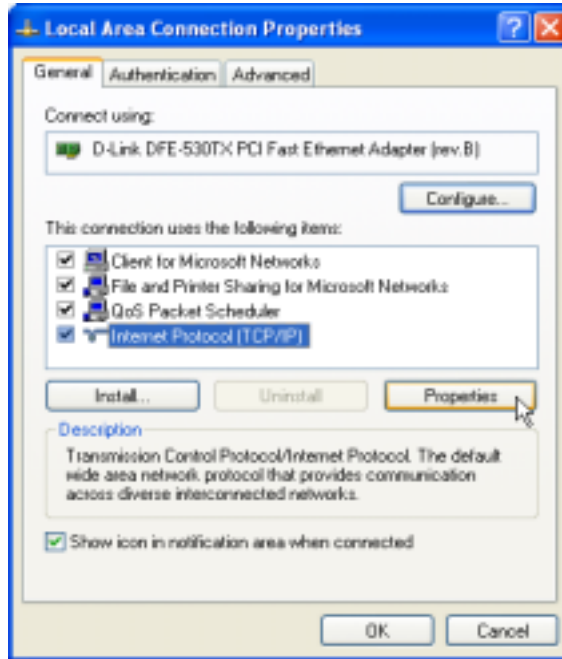 Local Area Connection Properties
General Authentication Advanced
Connect using:
D-Link DFE-530TX PCI Fast Ethernet Adapter (rev.B)
Configure...
This connection uses the following items:
Client for Microsoft Networks
File and Printer Sharing for Microsoft Networks
QoS Packet Scheduler
Internet Protocol (TCP/IP)
Install... Uninstall Properties
Description
Transmission Control Protocol/Internet Protocol. The default
wide area network protocol that provides communication
across diverse interconnected networks.
Show icon in notification area when connected
OK Cancel